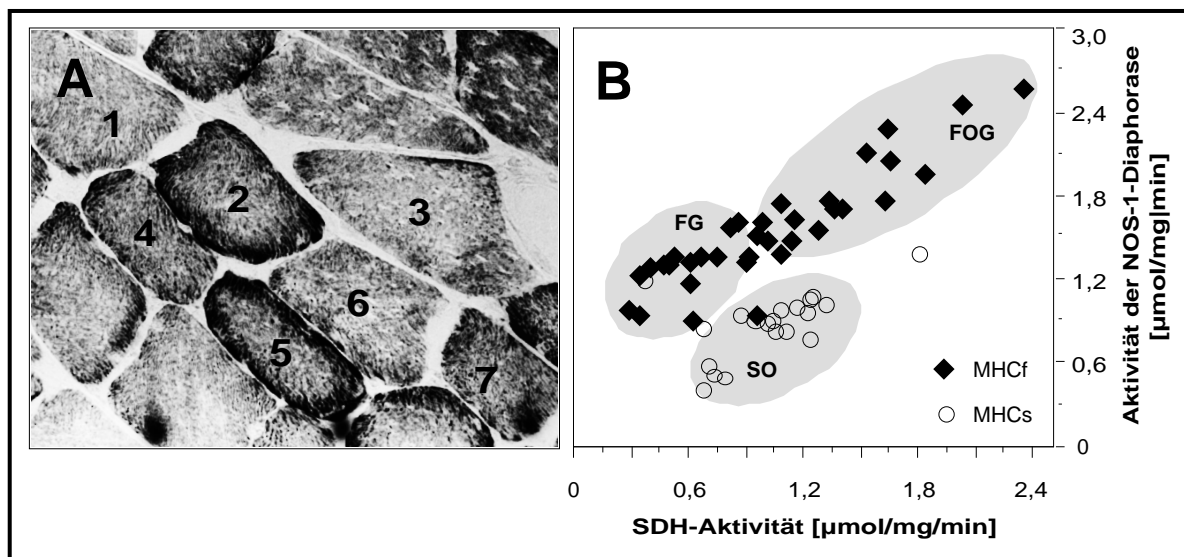 A
1
2
3
4
5
6
7
B
FOG
FG
SO
MHCf
MHCs
3,0
2,4
1,8
1,2
0,6
0
Aktivität der NOS-1-Diaphorase
[µmol/mg|min]
0 0,6 1,2 1,8 2,4
SDH-Aktivität [µmol/mg/min]